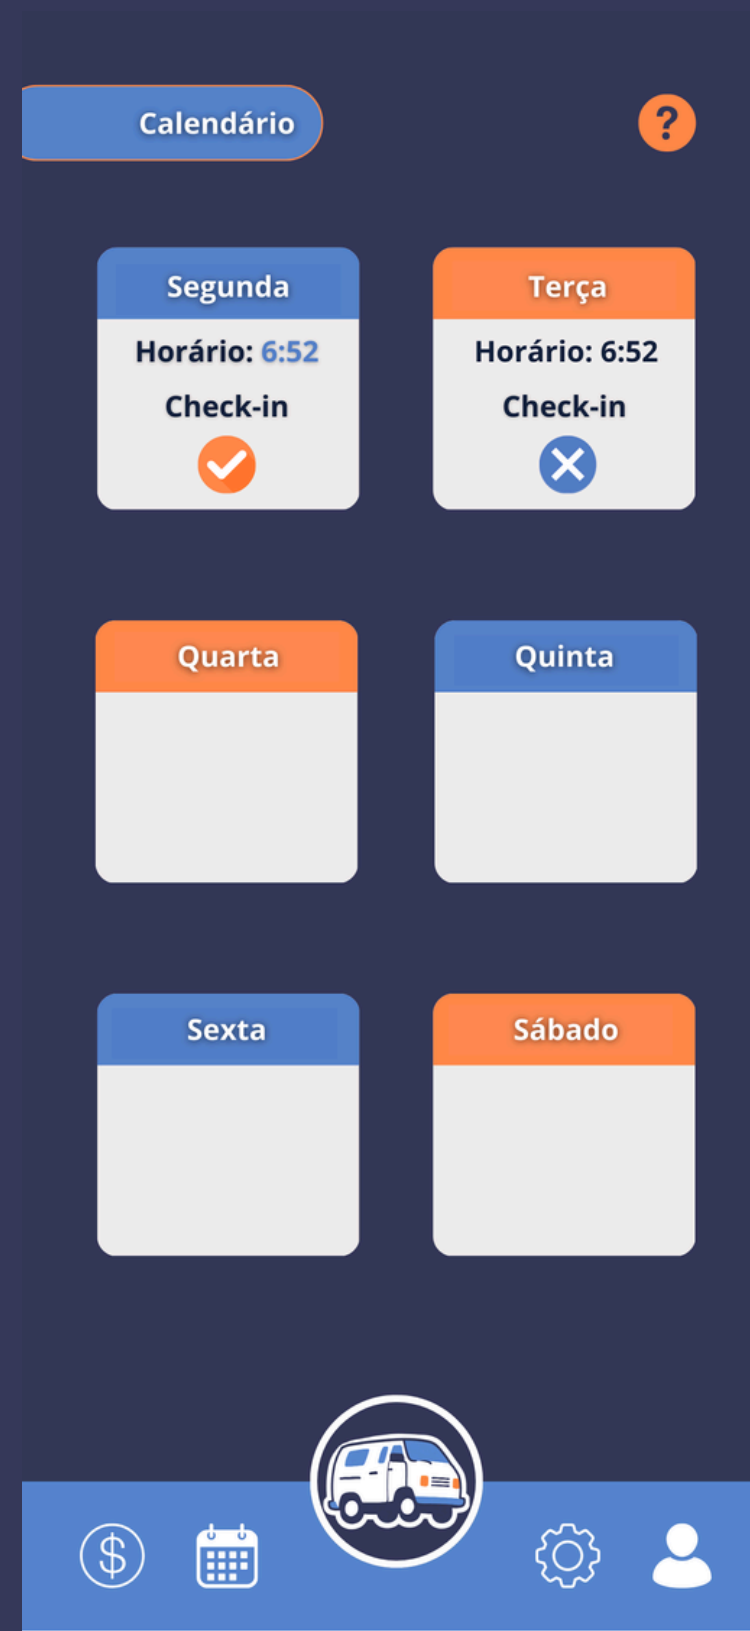 Calendário
?
Segunda
Horário: 6:52
Check-in
Terça
Horário: 6:52
Check-in
Quarta
Quinta
Sexta
Sábado
$